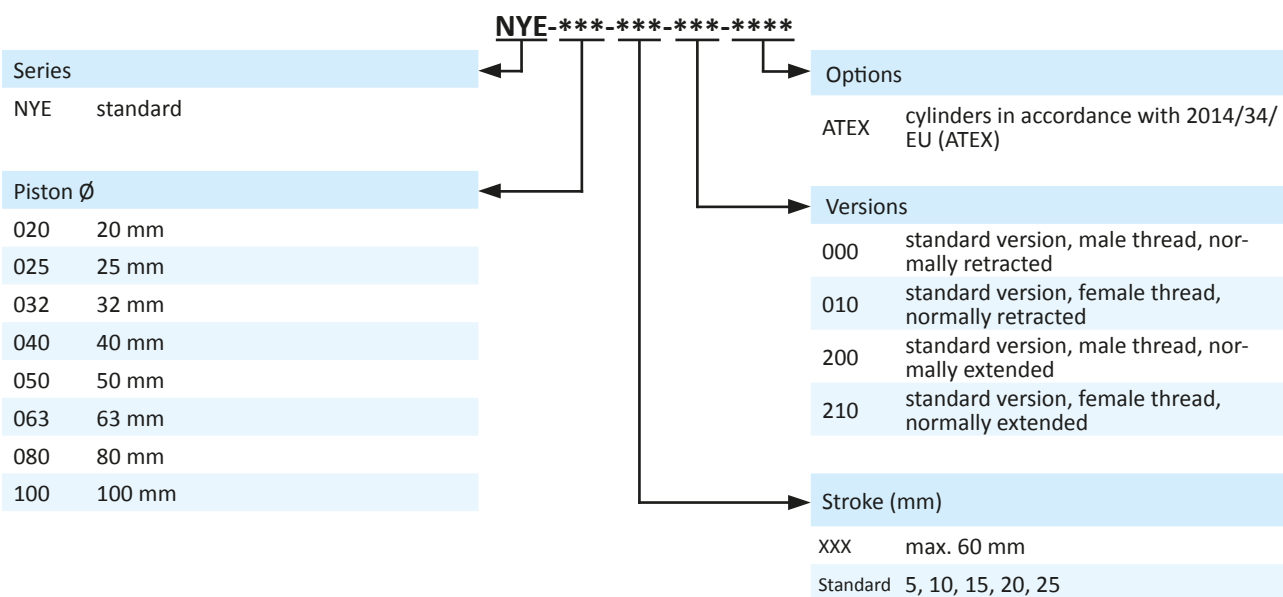 NYE-***-***-***-****
Series
NYE standard
Piston Ø
020 20 mm
025 25 mm
032 32 mm
040 40 mm
050 50 mm
063 63 mm
080 80 mm
100 100 mm
Options
ATEX cylinders in accordance with 2014/34/
EU (ATEX)
Versions
000 standard version, male thread, nor-
mally retracted
010 standard version, female thread,
normally retracted
200 standard version, male thread, nor-
mally extended
210 standard version, female thread,
normally extended
Stroke (mm)
XXX max. 60 mm
Standard 5, 10, 15, 20, 25